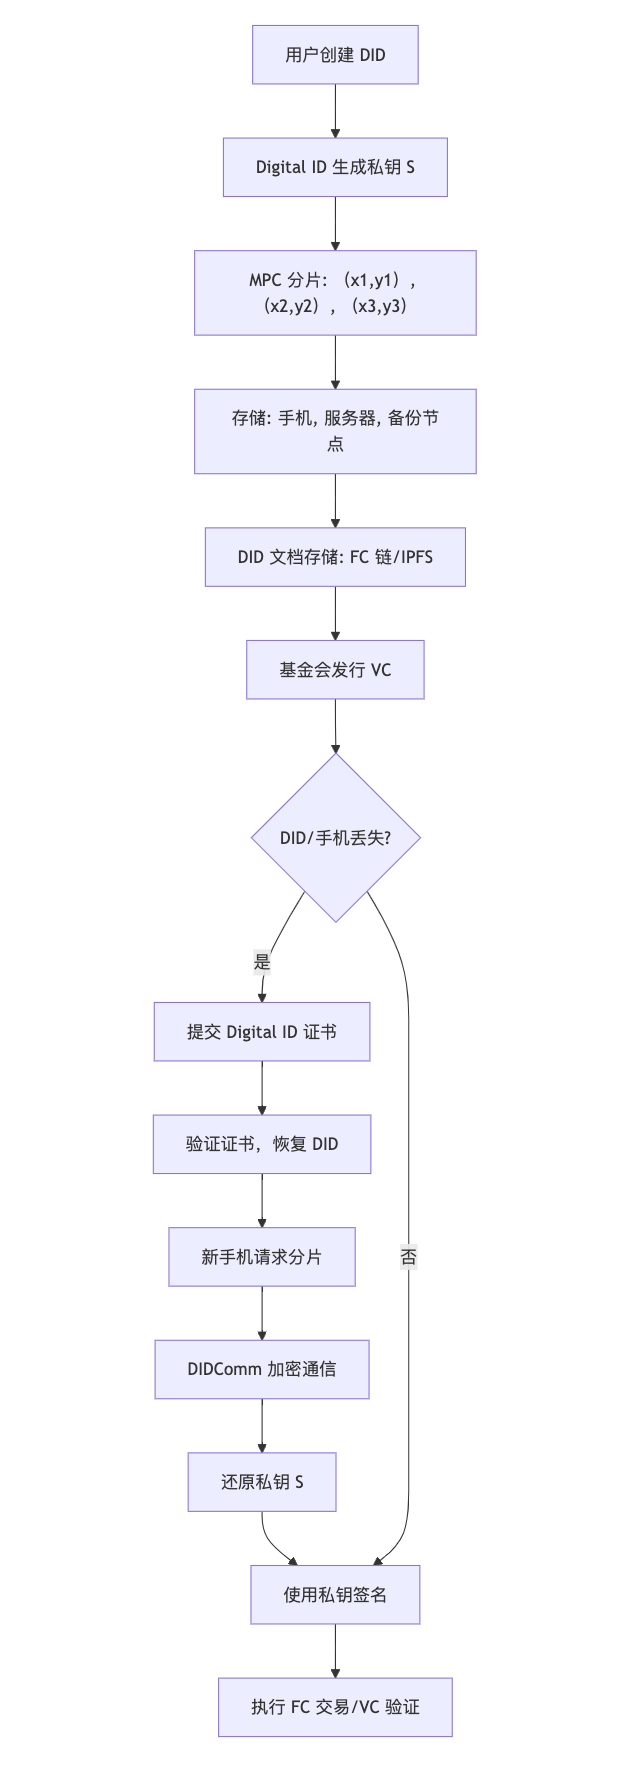 用户创建 DID
Digital ID 生成私钥 S
MPC 分片: （x1,y1）,
（x2,y2）, （x3,y3）
存储: 手机, 服务器, 备份节
点
DID 文档存储: FC 链/IPFS
基金会发行 VC
DID/手机丢失?
是
提交 Digital ID 证书
验证证书，恢复 DID
新手机请求分片
否
DIDComm 加密通信
还原私钥 S
使用私钥签名
执行 FC 交易/VC 验证